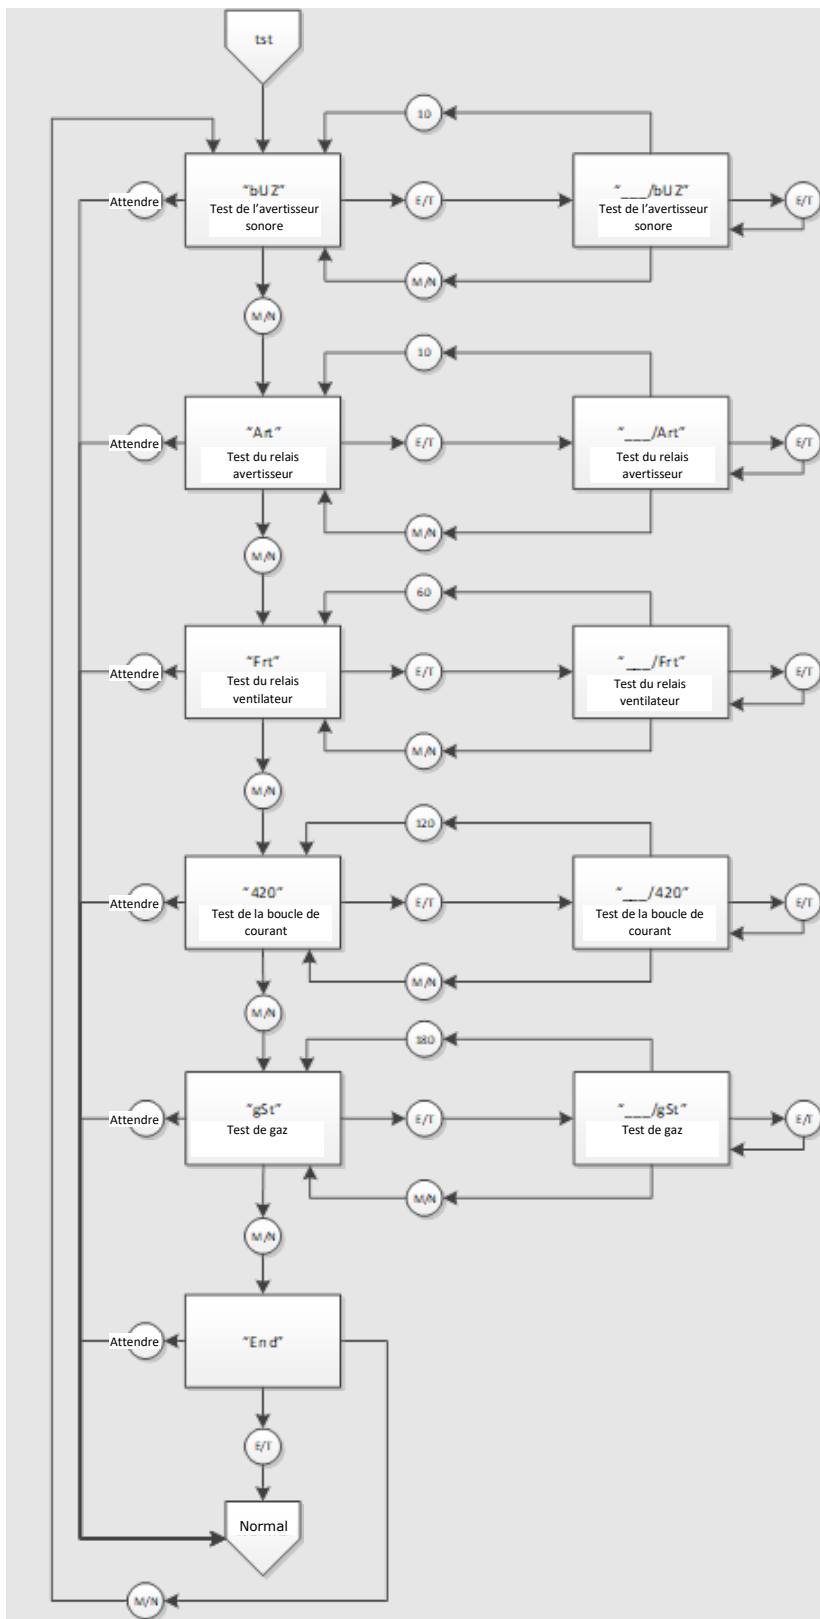 tst
10
"bUZ"
Test de l'avertisseur
sonore
"___/bUZ"
Test de l'avertisseur
sonore
Attendre
E/T
E/T
M/N
M/N
10
"Art"
Test du relais
avertisseur
"___/Art"
Test du relais
avertisseur
Attendre
E/T
E/T
M/N
M/N
60
"Frt"
Test du relais
ventilateur
"___/Frt"
Test du relais
ventilateur
Attendre
E/T
E/T
M/N
M/N
120
"420"
Test de la boucle de
courant
"___/420"
Test de la boucle de
courant
Attendre
E/T
E/T
M/N
M/N
180
"gSt"
Test de gaz
"___/gSt"
Test de gaz
Attendre
E/T
E/T
M/N
M/N
"End"
Attendre
E/T
Normal
M/N